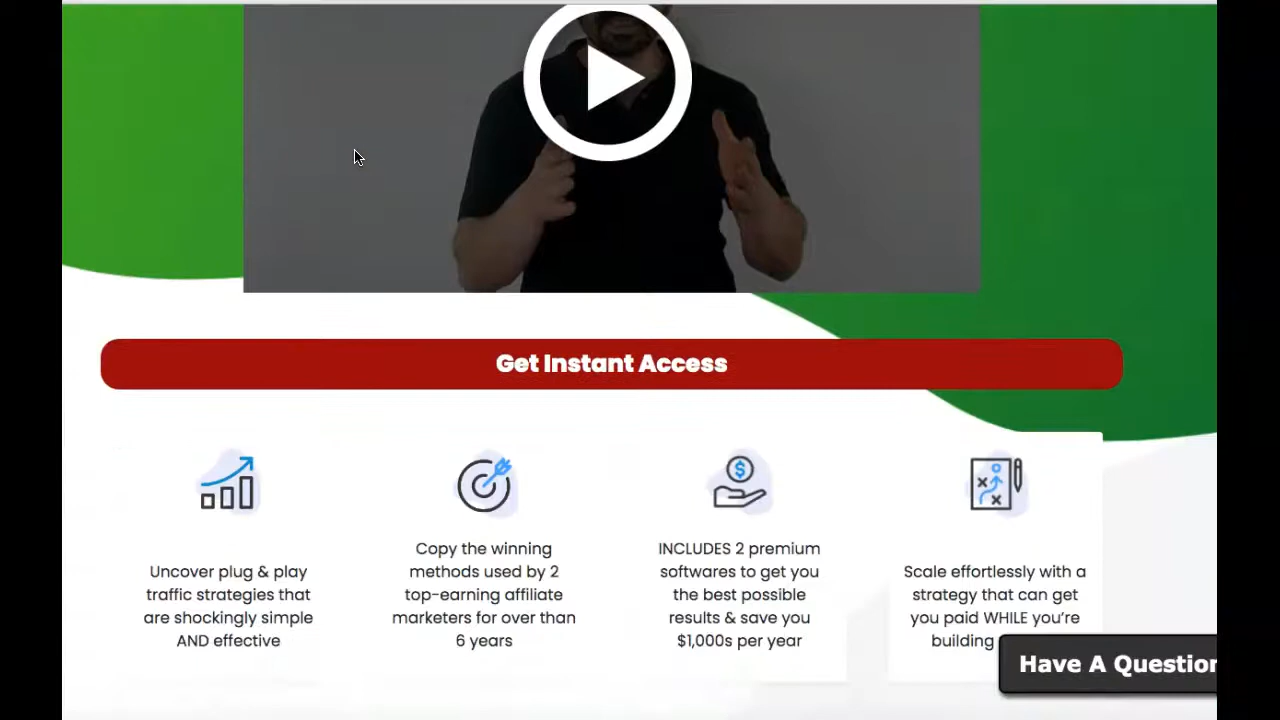 Get Instant Access
Uncover plug & play
traffic strategies that
are shockingly simple
AND effective
Copy the winning
methods used by 2
top-earning affiliate
marketers for over than
6 years
INCLUDES 2 premium
softwares to get you
the best possible
results & save you
$1,000s per year
Scale effortlessly with a
strategy that can get
you paid WHILE you're
building
Have A Question